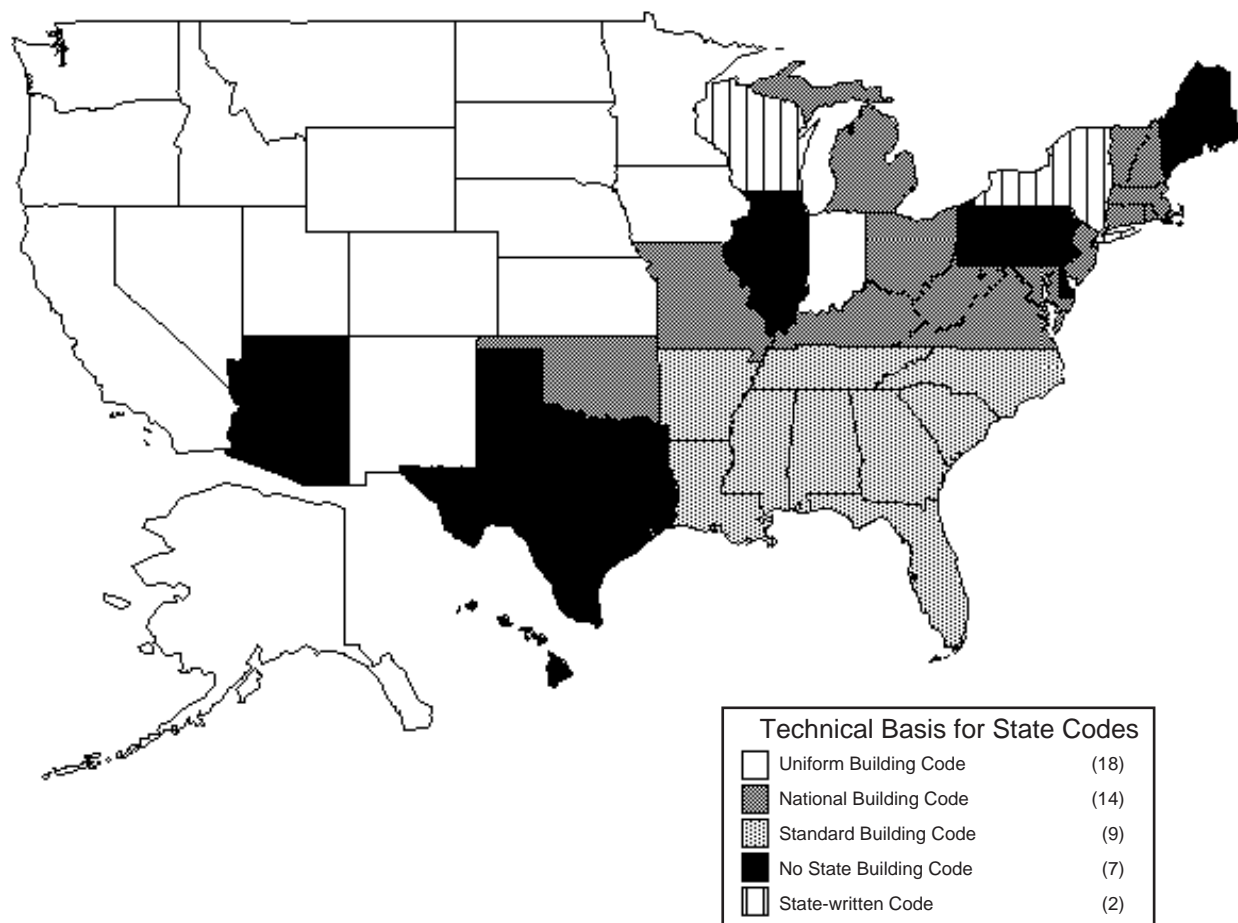 Technical Basis for State Codes
Uniform Building Code (18)
National Building Code (14)
Standard Building Code (9)
No State Building Code (7)
State-written Code (2)